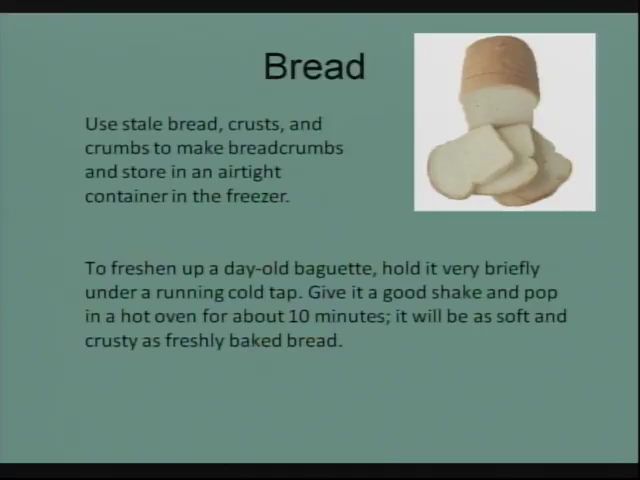 Bread
Use stale bread, crusts, and
crumbs to make breadcrumbs
and store in an airtight
container in the freezer.
To freshen up a day-old baguette, hold it very briefly
under a running cold tap. Give it a good shake and pop
in a hot oven for about 10 minutes; it will be as soft and
crusty as freshly baked bread.